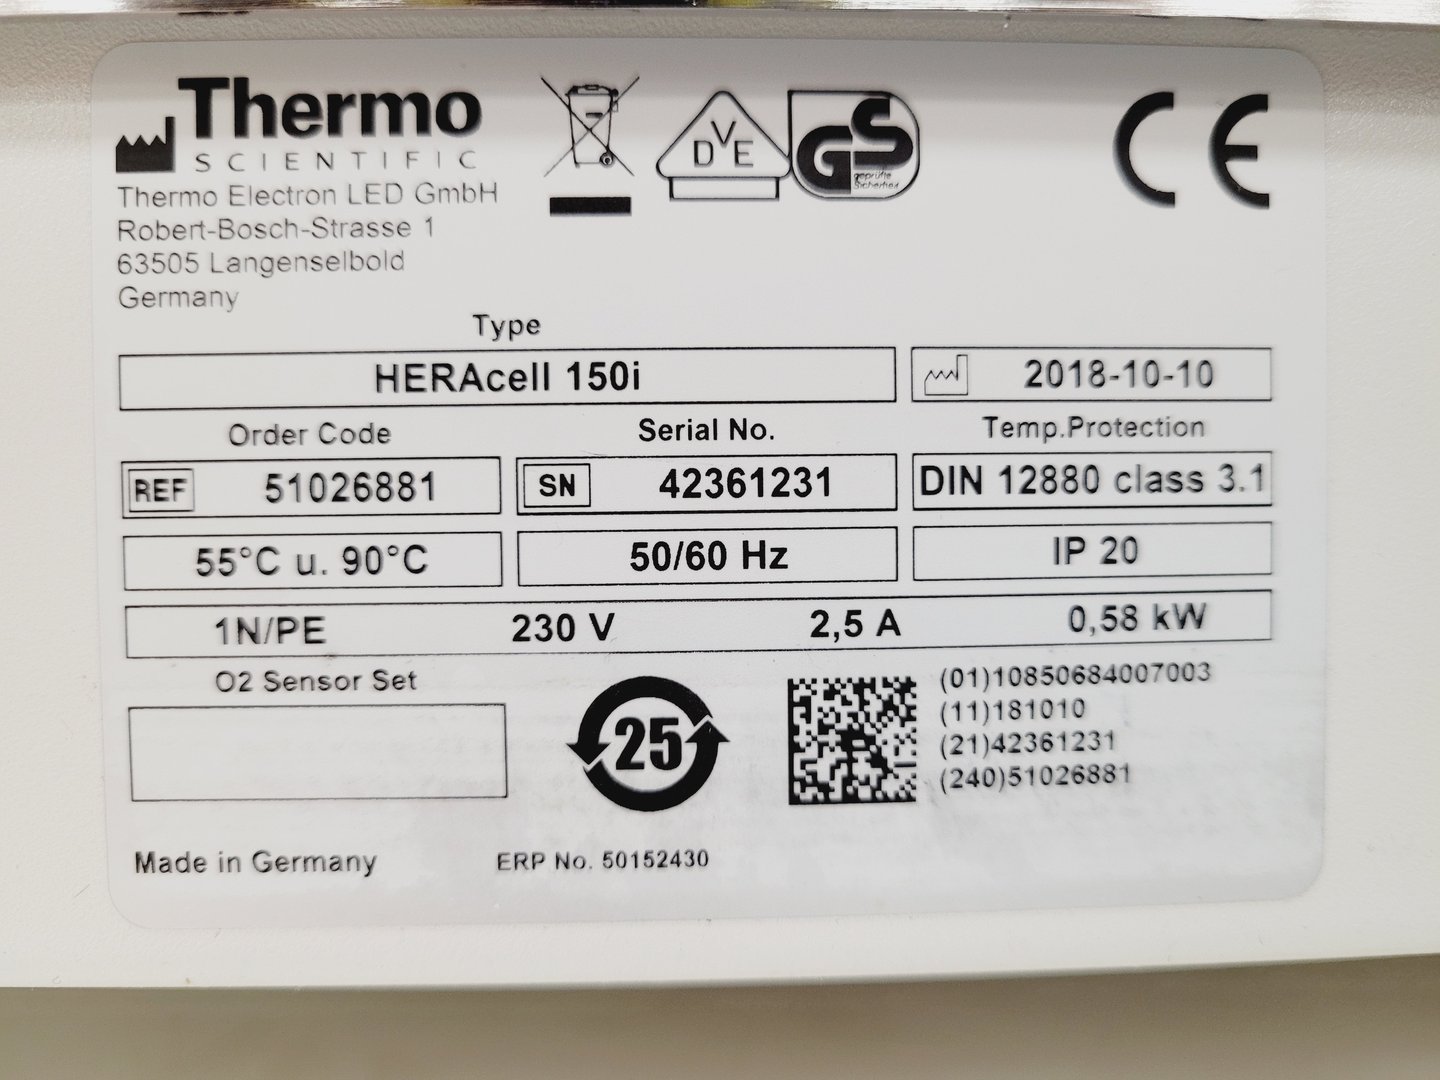 Thermo
SCIENTIFIC
Thermo Electron LED GmbH
Robert-Bosch-Strasse 1
63505 Langenselbold
Germany
D V E
GS
geprüfte
Sicherheit
CE
Type
HERAcell 150i
2018-10-10
Order Code
Serial No.
Temp.Protection
REF 51026881
SN 42361231
DIN 12880 class 3.1
55°C u. 90°C
50/60 Hz
IP 20
1N/PE 230 V 2,5 A 0,58 kW
O2 Sensor Set
25
(01)10850684007003
(11)181010
(21)42361231
(240)51026881
Made in Germany
ERP No. 50152430